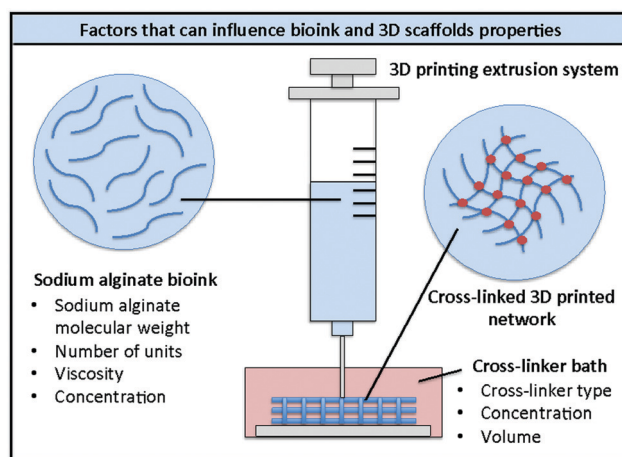 Factors that can influence bioink and 3D scaffolds properties
3D printing extrusion system
Sodium alginate bioink
• Sodium alginate
molecular weight
• Number of units
• Viscosity
• Concentration
Cross-linked 3D printed
network
Cross-linker bath
• Cross-linker type
• Concentration
• Volume